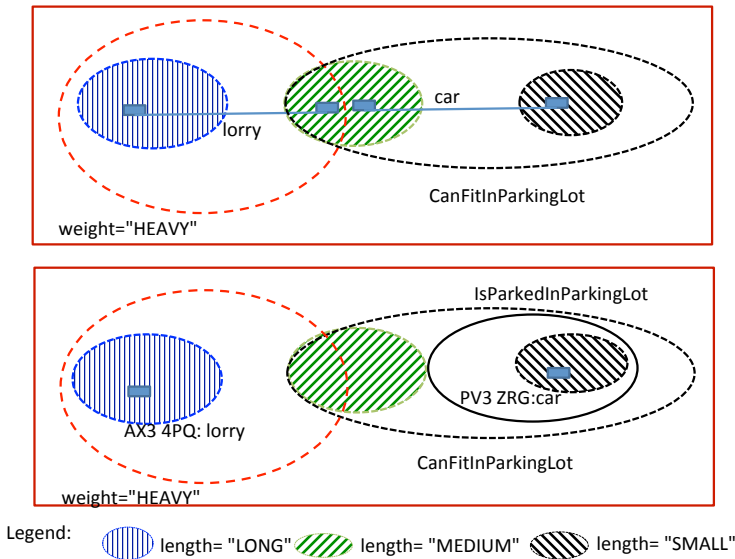 car
lorry
CanFitInParkingLot
weight="HEAVY"
IsParkedInParkingLot
PV3 ZRG:car
AX3 4PQ: lorry
CanFitInParkingLot
weight="HEAVY"
Legend:
length= "LONG"
length= "MEDIUM"
length= "SMALL"